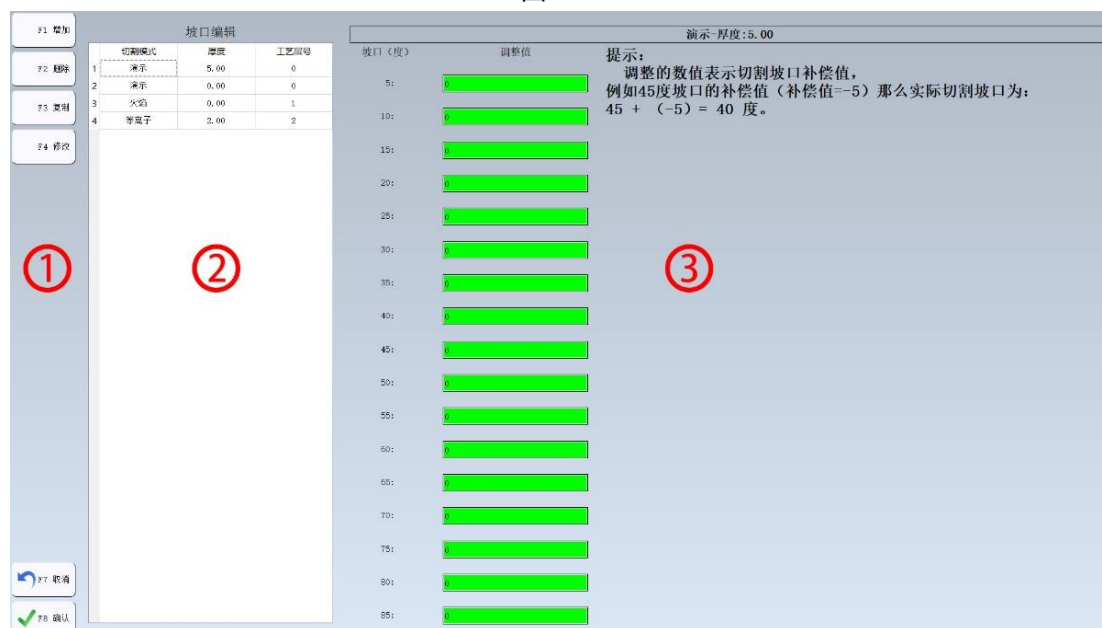 F1 增加
F2 删除
F3 复制
F4 修改
①
F7 取消
F8 确认
坡口编辑
切割模式 厚度 工艺层号
1 演示 5.00 0
2 演示 0.00 0
3 火焰 0.00 1
4 等离子 2.00 2
②
演示-厚度:5.00
坡口（度） 调整值
5: 0
10: 0
15: 0
20: 0
25: 0
30: 0
35: 0
40: 0
45: 0
50: 0
55: 0
60: 0
65: 0
70: 0
75: 0
80: 0
85: 0
提示：
调整的数值表示切割坡口补偿值，
例如45度坡口的补偿值（补偿值=-5）那么实际切割坡口为：
45 + （-5）= 40 度。
③